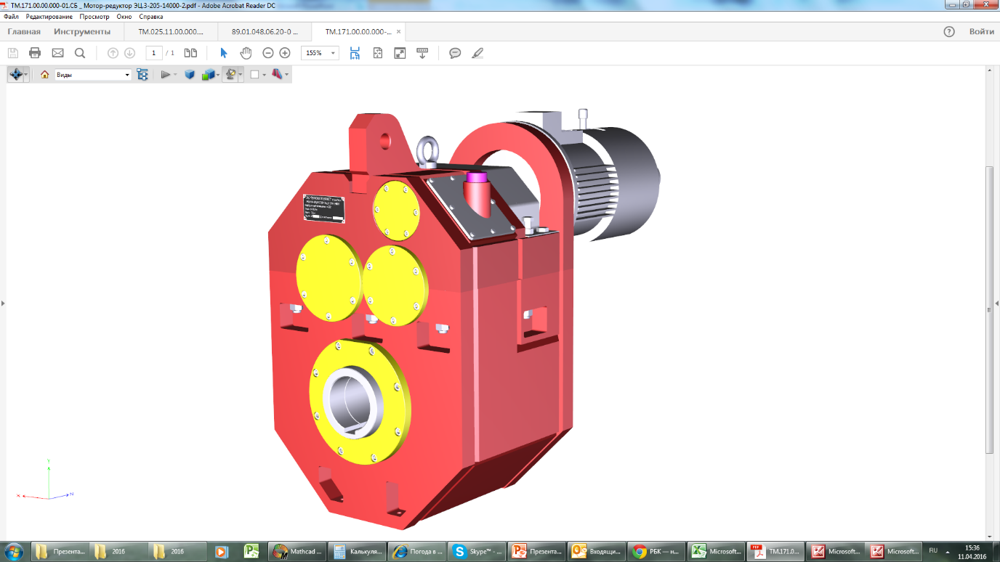 ТМ.171.00.00.000-01.СБ _ Мотор-редуктор ЭЦ.3-205-14000-2.pdf - Adobe Acrobat Reader DC
Файл Редактирование Просмотр Окно Справка
Главная Инструменты ТМ.025.11.00.000.... 89.01.048.06.20-0 ... ТМ.171.00.00.000-... × Войти
1 / 1 155%
Виды
Y
X
Презента... 2016 2016 Mathcad ... Калькуля... Погода в ... Skype™ - ... Презента... Входящи... РБК — н... Microsoft... ТМ.171.0... Microsoft... Microsof... RU 15:36
11.04.2016